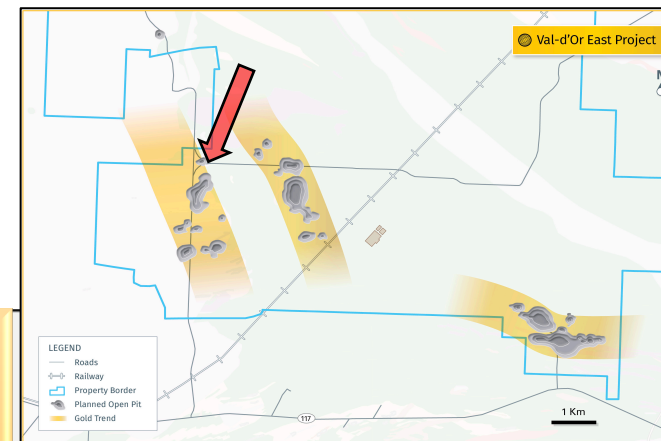 Val-d'Or East Project
N
LEGEND
Roads
Railway
Property Border
Planned Open Pit
Gold Trend
117
1 Km